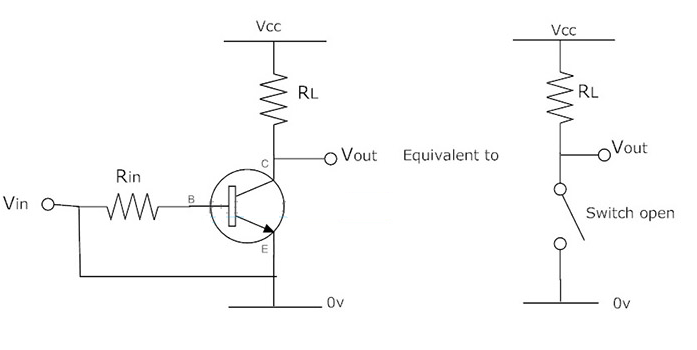 Vcc
RL
C
Vout
Rin
Vin
B
E
0v
Equivalent to
Vcc
RL
Vout
Switch open
0v